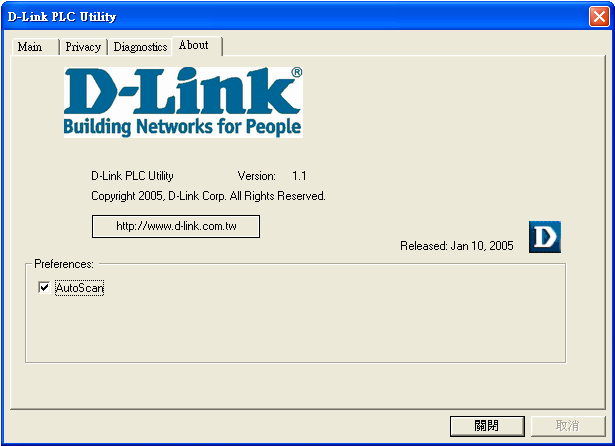 D-Link PLC Utility
Main Privacy Diagnostics About
D-Link®
Building Networks for People
D-Link PLC Utility Version: 1.1
Copyright 2005, D-Link Corp. All Rights Reserved.
http://www.d-link.com.tw
Released: Jan 10, 2005
D
Preferences:
AutoScan
關閉 取消